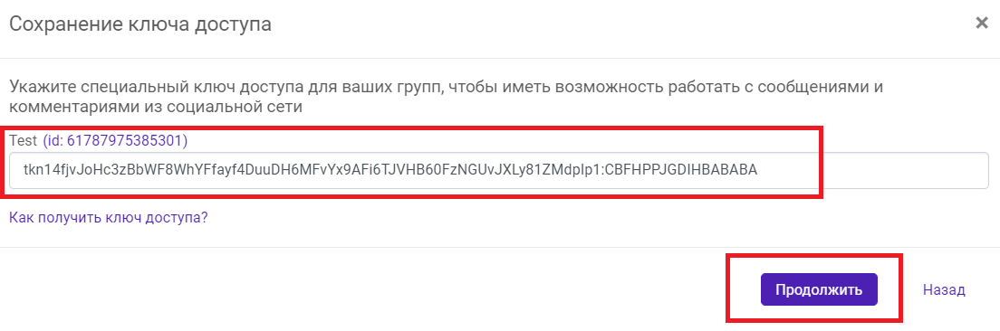 Сохранение ключа доступа ×
Укажите специальный ключ доступа для ваших групп, чтобы иметь возможность работать с сообщениями и
комментариями из социальной сети
Test (id: 61787975385301)
tkn14fjvJoHc3zBbWF8WhYFfayf4DuuDH6MFvYx9AFi6TJVHB60FzNGUvJXLy81ZMdpIp1:CBFHPPJGDIHBABABA
Как получить ключ доступа?
Продолжить Назад